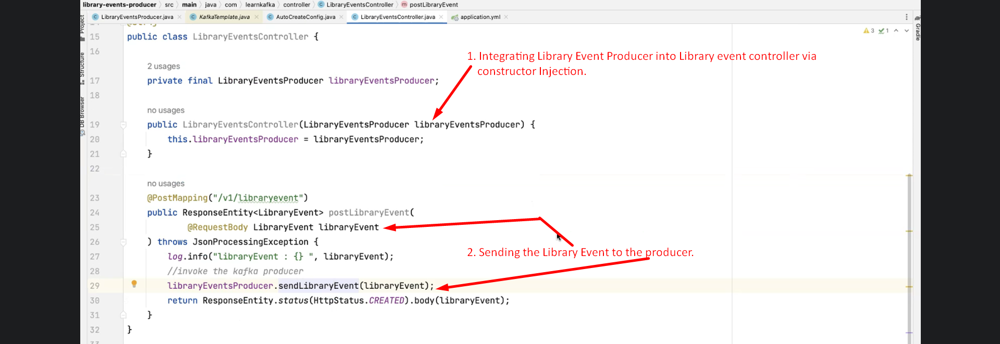 library-events-producer › src › main › java › com › learnkafka › controller › LibraryEventsController › postLibraryEvent
LibraryEventsProducer.java × KafkaTemplate.java × AutoCreateConfig.java × LibraryEventsController.java × application.yml ×
Project
Structure
DB Browser
Gradle
3 1
15 public class LibraryEventsController {
16
1. Integrating Library Event Producer into Library event controller via
constructor Injection.
2 usages
17 private final LibraryEventsProducer libraryEventsProducer;
18
no usages
19 public LibraryEventsController(LibraryEventsProducer libraryEventsProducer) {
20 this.libraryEventsProducer = libraryEventsProducer;
21 }
22
no usages
23 @PostMapping("/v1/libraryevent")
24 public ResponseEntity<LibraryEvent> postLibraryEvent(
25 @RequestBody LibraryEvent libraryEvent
26 ) throws JsonProcessingException {
2. Sending the Library Event to the producer.
27 log.info("libraryEvent : {} ", libraryEvent);
28 //invoke the kafka producer
29 libraryEventsProducer.sendLibraryEvent(libraryEvent);
30 return ResponseEntity.status(HttpStatus.CREATED).body(libraryEvent);
31 }
32 }